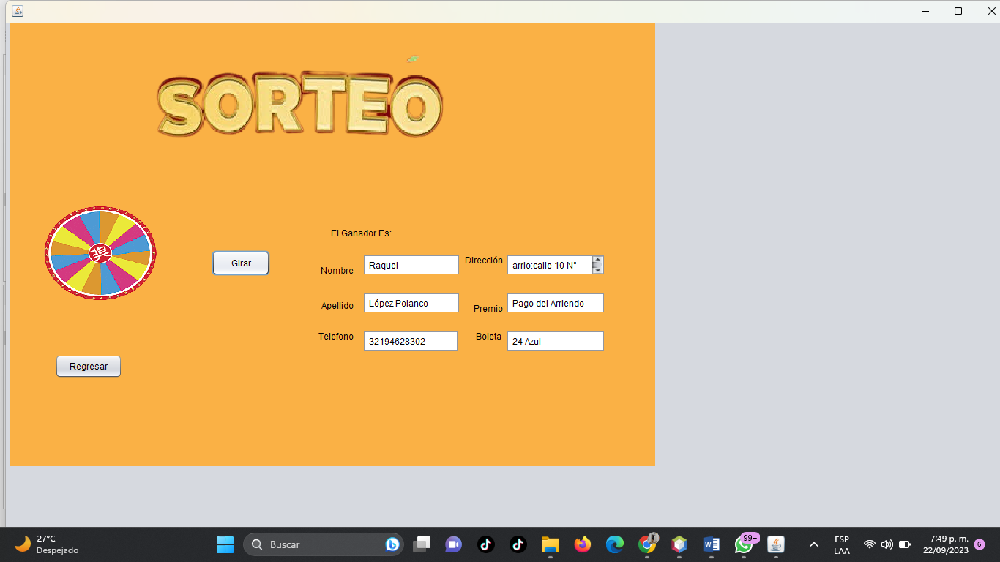 SORTEO
El Ganador Es:
Girar
Nombre
Raquel
Dirección
arrio:calle 10 N°
Apellido
López Polanco
Premio
Pago del Arriendo
Telefono
32194628302
Boleta
24 Azul
Regresar
27°C
Despejado
Buscar
99+
ESP
LAA
7:49 p. m.
22/09/2023
6